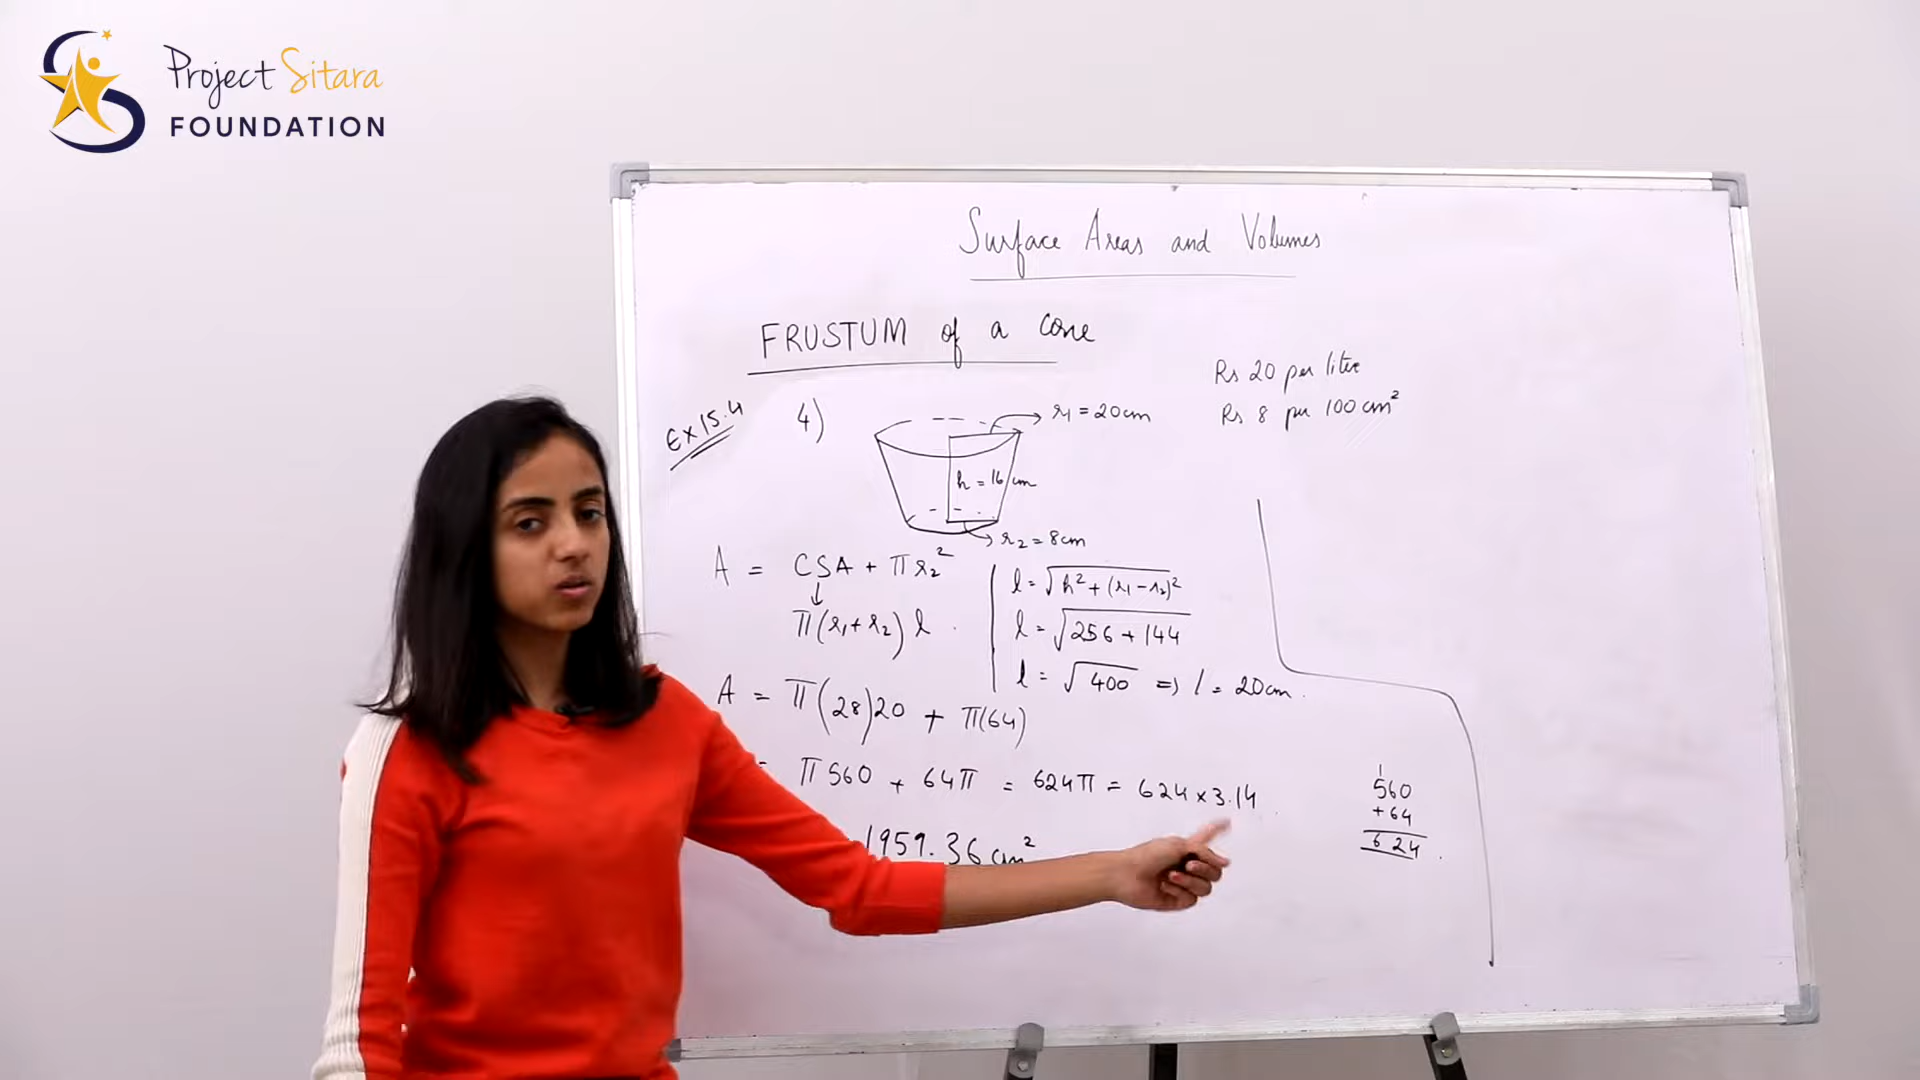 Project Sitara
FOUNDATION
Surface Areas and Volumes
FRUSTUM of a cone
Rs 20 per litre
Rs 8 per 100 cm²
Ex 15.4
4)
r₁ = 20cm
h = 16 cm
r₂ = 8cm
A = CSA + πr₂²
↓
π(r₁+r₂) l .
l = √h² + (r₁-r₂)²
l = √256 + 144
l = √400 ⇒ l = 20cm .
A = π(28)20 + π(64)
= π560 + 64π = 624π = 624 × 3.14
1959.36 cm²
1
560
+ 64
624 .